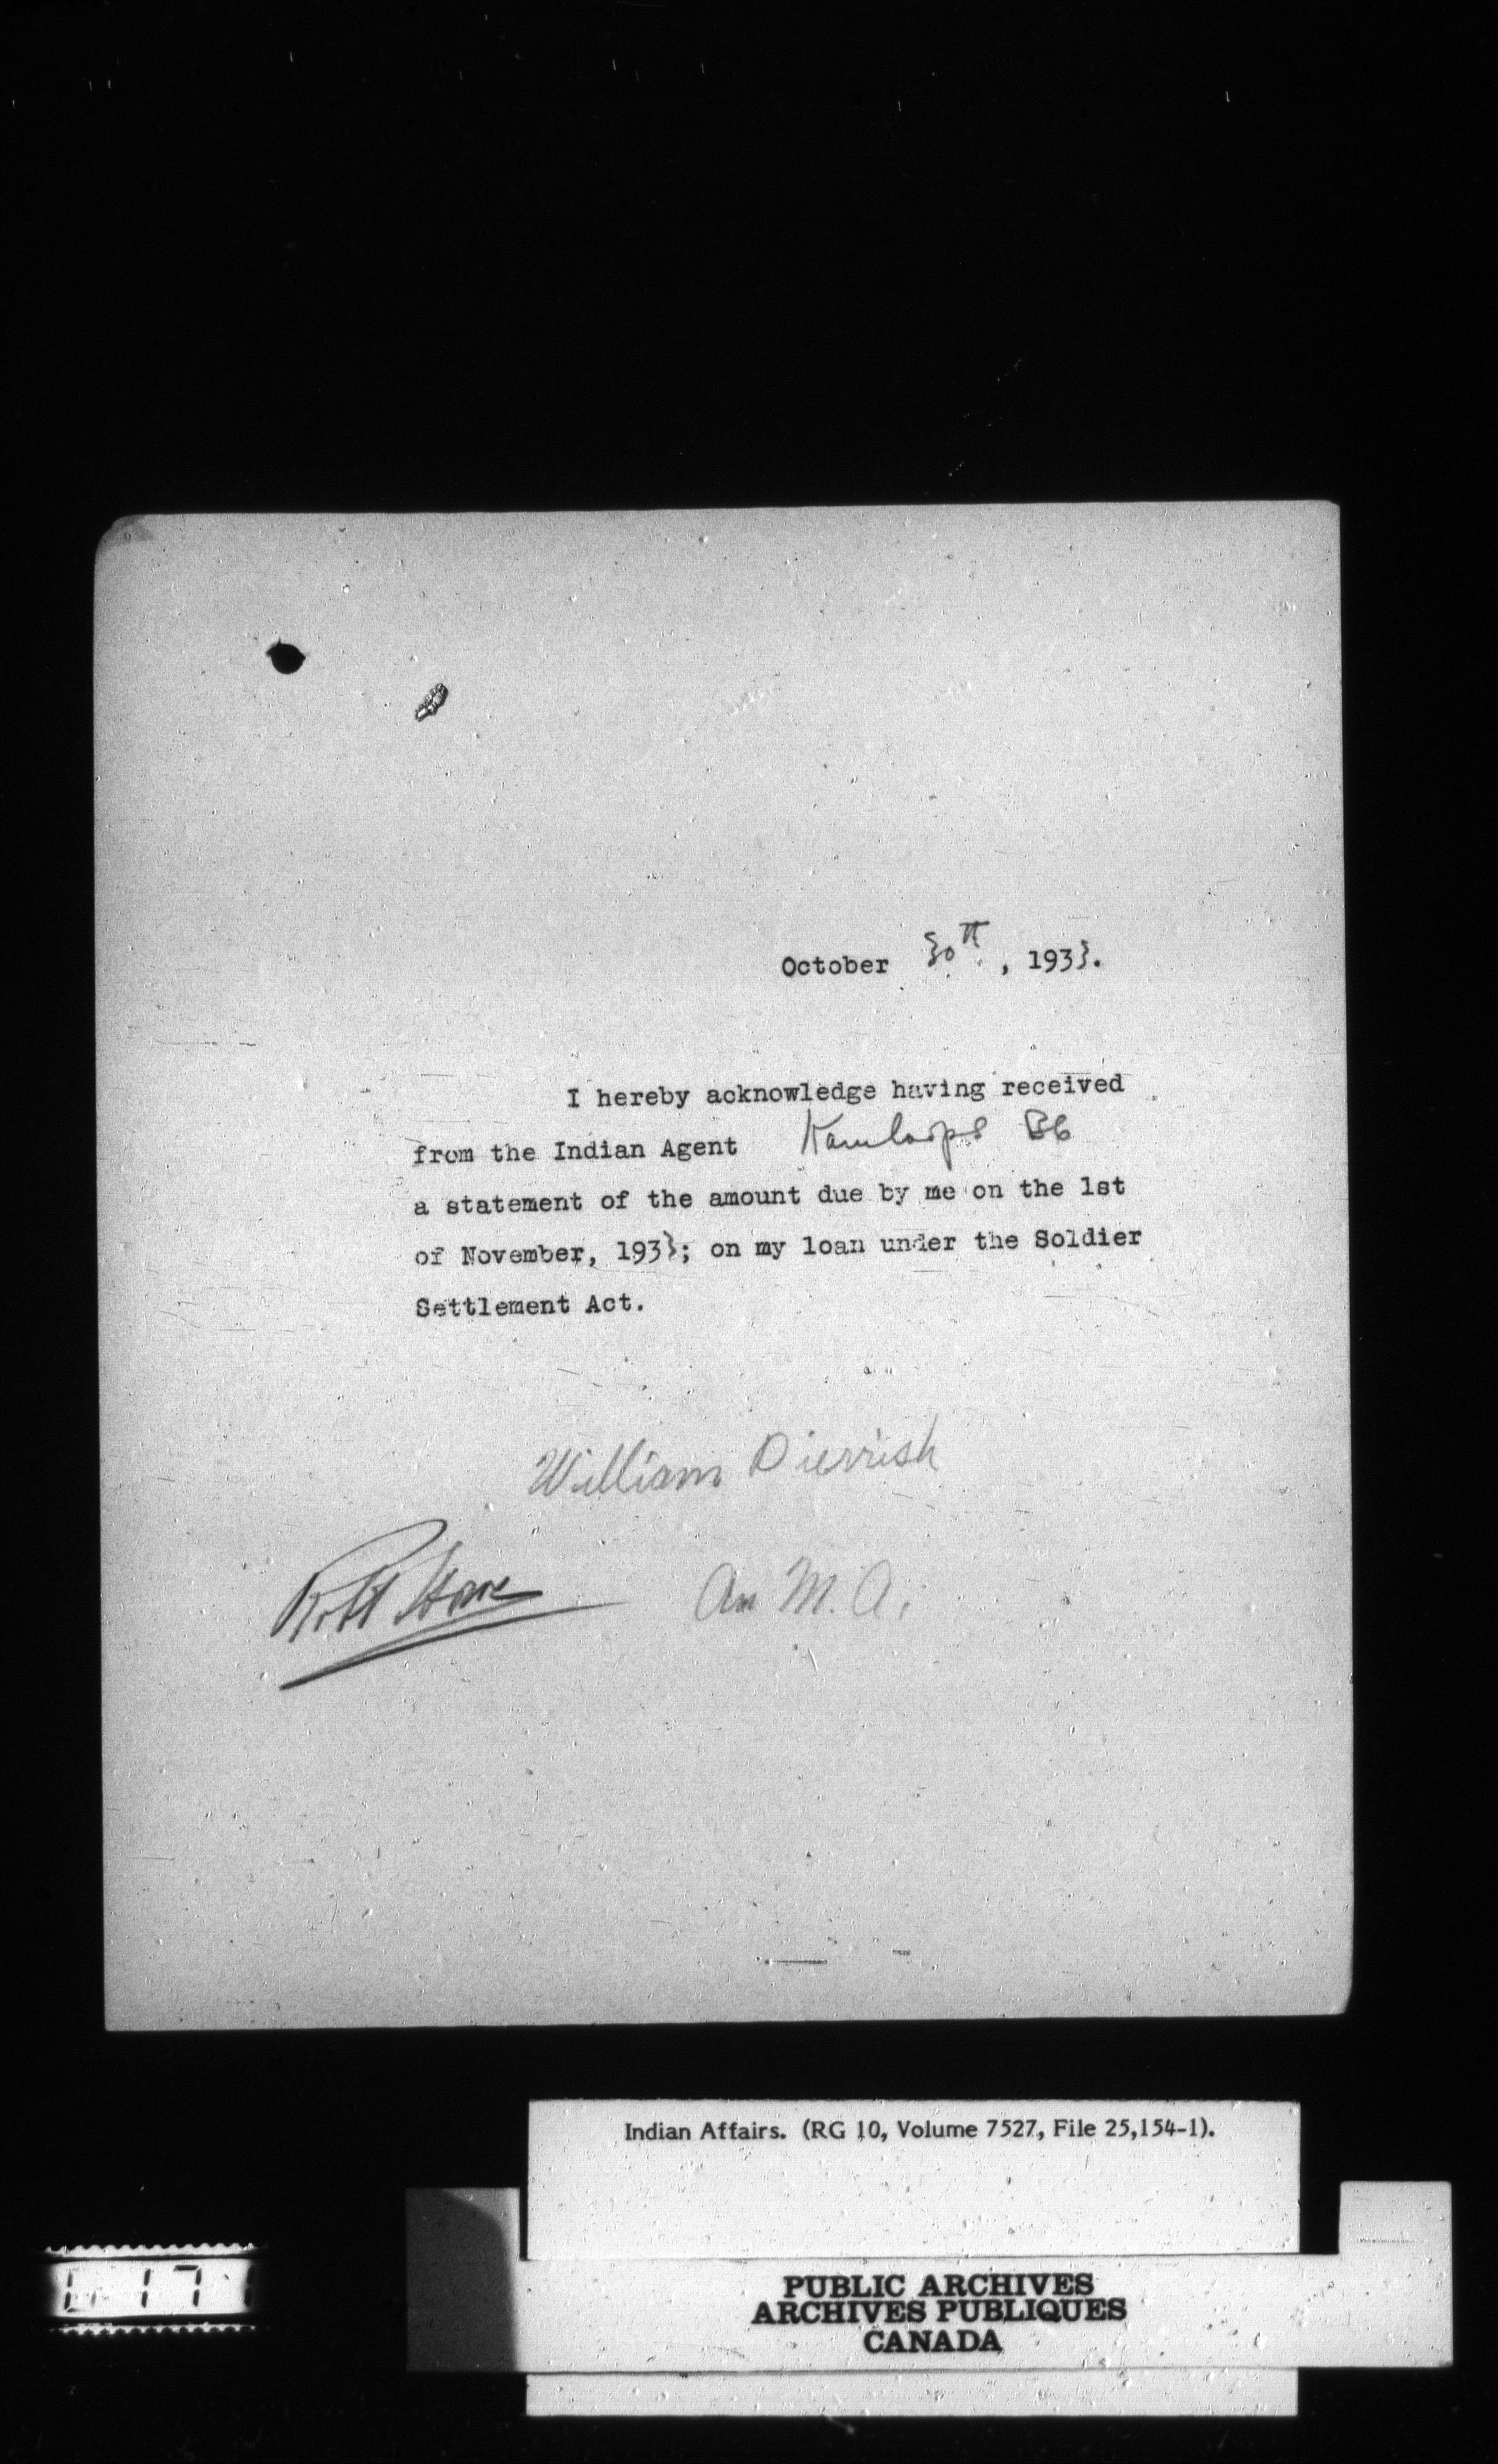 October 30th, 1933.
I hereby acknowledge having received
from the Indian Agent Kamloops BC
a statement of the amount due by me on the 1st
of November, 1933; on my loan under the Soldier
Settlement Act.
William Pierrish
M.A.
Indian Affairs. (RG 10, Volume 7527, File 25,154-1).
PUBLIC ARCHIVES
ARCHIVES PUBLIQUES
CANADA